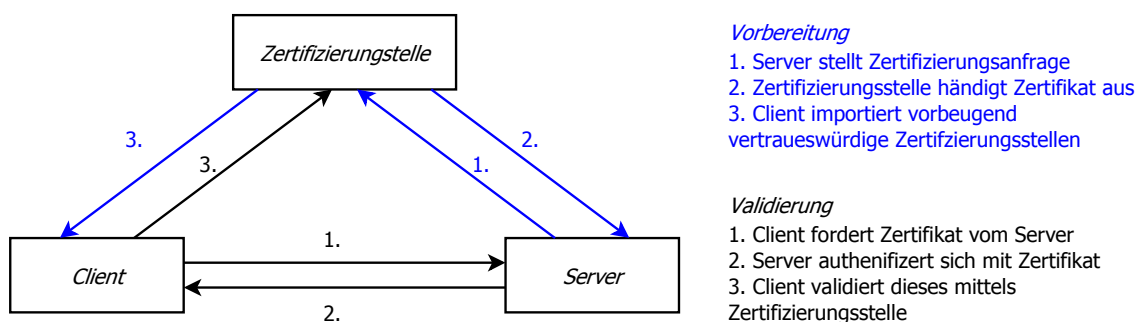 Zertifizierungstelle
Vorbereitung
1. Server stellt Zertifizierungsanfrage
2. Zertifizierungsstelle händigt Zertifikat aus
3. Client importiert vorbeugend
vertraueswürdige Zertifzierungsstellen
3.
3.
1.
2.
Validierung
1. Client fordert Zertifikat vom Server
2. Server authenifizert sich mit Zertifikat
3. Client validiert dieses mittels
Zertifizierungsstelle
Client
1.
2.
Server